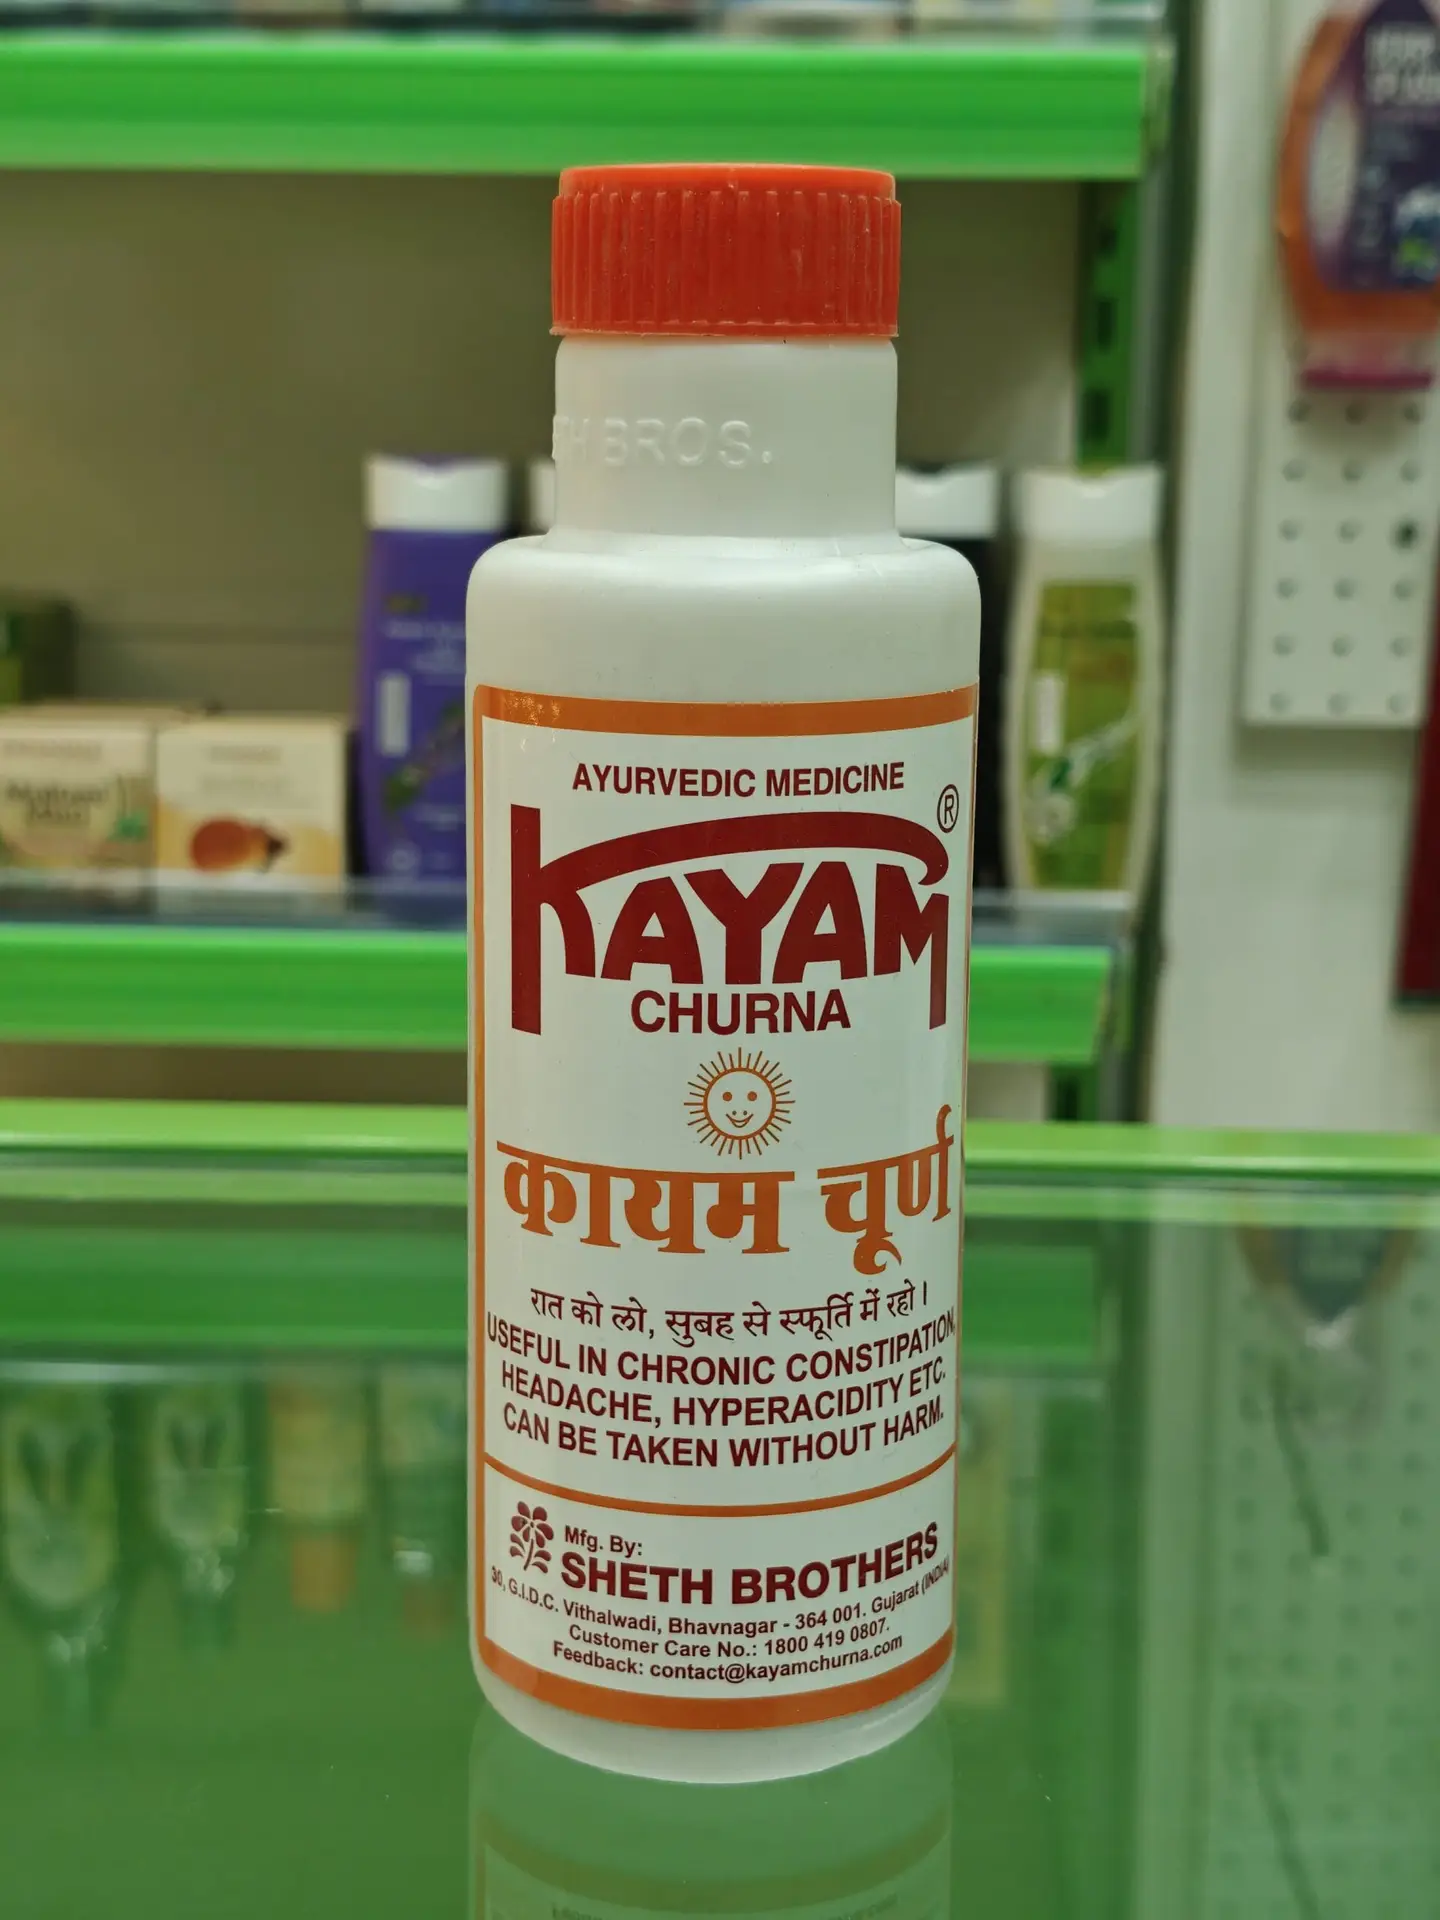 TH BROS.
AYURVEDIC MEDICINE
KAYAM ®
CHURNA
कायम चूर्ण
रात को लो, सुबह से स्फूर्ति में रहो।
USEFUL IN CHRONIC CONSTIPATION,
HEADACHE, HYPERACIDITY ETC.
CAN BE TAKEN WITHOUT HARM.
Mfg. By:
SHETH BROTHERS
30, G.I.D.C. Vithalwadi, Bhavnagar - 364 001. Gujarat (INDIA)
Customer Care No.: 1800 419 0807.
Feedback: contact@kayamchurna.com